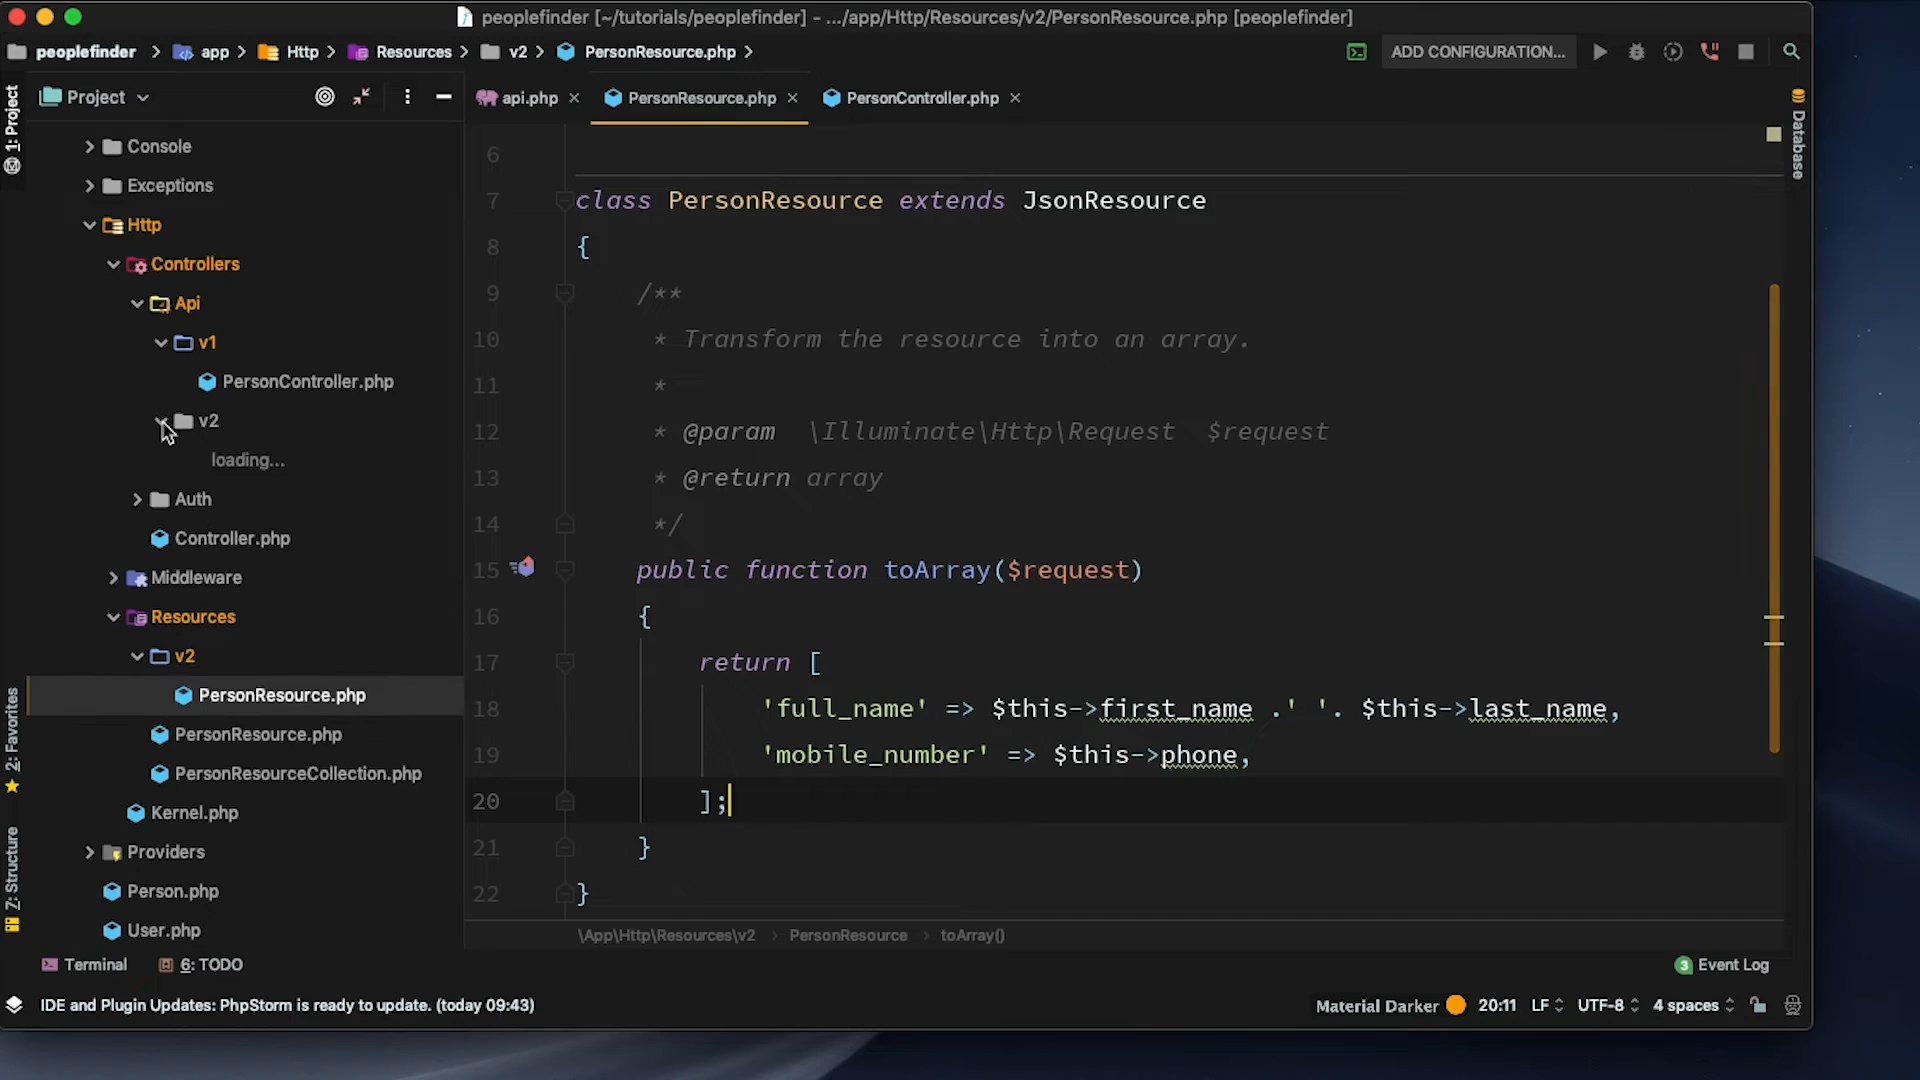 peoplefinder [~/tutorials/peoplefinder] - .../app/Http/Resources/v2/PersonResource.php [peoplefinder]
peoplefinder > app > Http > Resources > v2 > PersonResource.php >
ADD CONFIGURATION...
Project
api.php × PersonResource.php × PersonController.php ×
1: Project
2: Favorites
7: Structure
Database
Console
Exceptions
Http
Controllers
Api
v1
PersonController.php
v2
loading...
Auth
Controller.php
Middleware
Resources
v2
PersonResource.php
PersonResource.php
PersonResourceCollection.php
Kernel.php
Providers
Person.php
User.php
6
7 class PersonResource extends JsonResource
8 {
9 /**
10 * Transform the resource into an array.
11 *
12 * @param  \Illuminate\Http\Request  $request
13 * @return array
14 */
15 public function toArray($request)
16 {
17 return [
18 'full_name' => $this->first_name .' '. $this->last_name,
19 'mobile_number' => $this->phone,
20 ];
21 }
22 }
\App\Http\Resources\v2 > PersonResource > toArray()
Terminal 6: TODO
3 Event Log
IDE and Plugin Updates: PhpStorm is ready to update. (today 09:43)
Material Darker 20:11 LF UTF-8 4 spaces